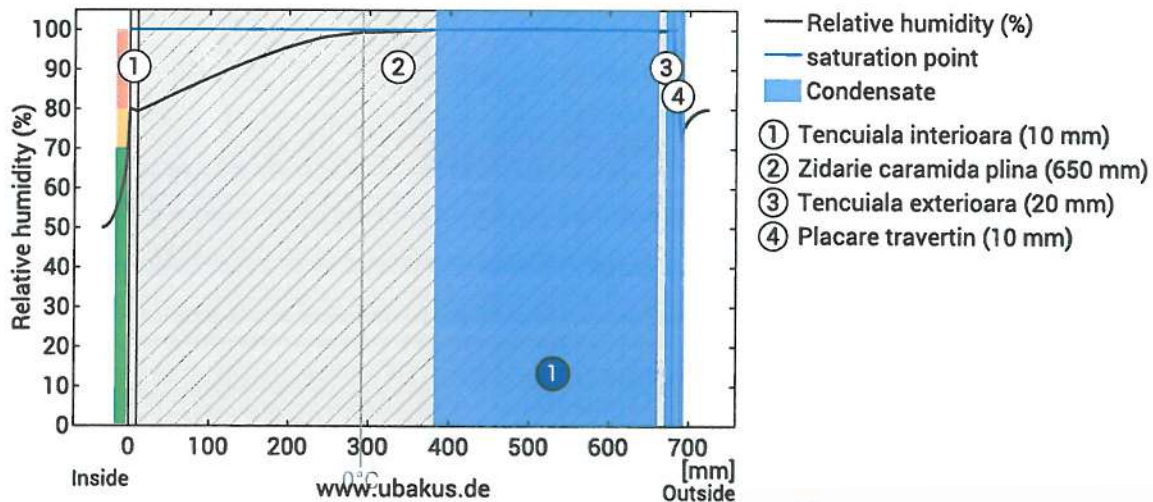 Relative humidity (%)
100
90
80
70
60
50
40
30
20
10
0
0 100 200 300 400 500 600 700
[mm]
Inside
0°C
www.ubakus.de
Outside
1
2
3
4
1
Relative humidity (%)
saturation point
Condensate
1 Tencuiala interioara (10 mm)
2 Zidarie caramida plina (650 mm)
3 Tencuiala exterioara (20 mm)
4 Placare travertin (10 mm)